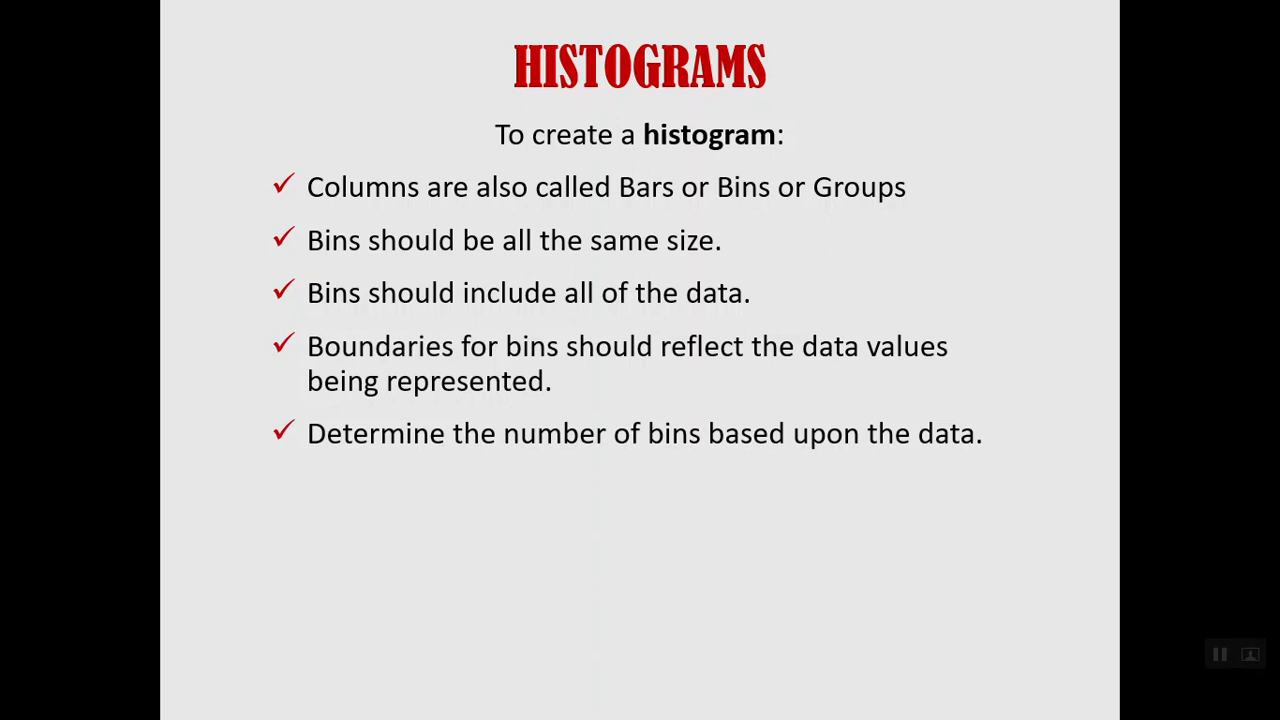 HISTOGRAMS
To create a histogram:
✓ Columns are also called Bars or Bins or Groups
✓ Bins should be all the same size.
✓ Bins should include all of the data.
✓ Boundaries for bins should reflect the data values
being represented.
✓ Determine the number of bins based upon the data.